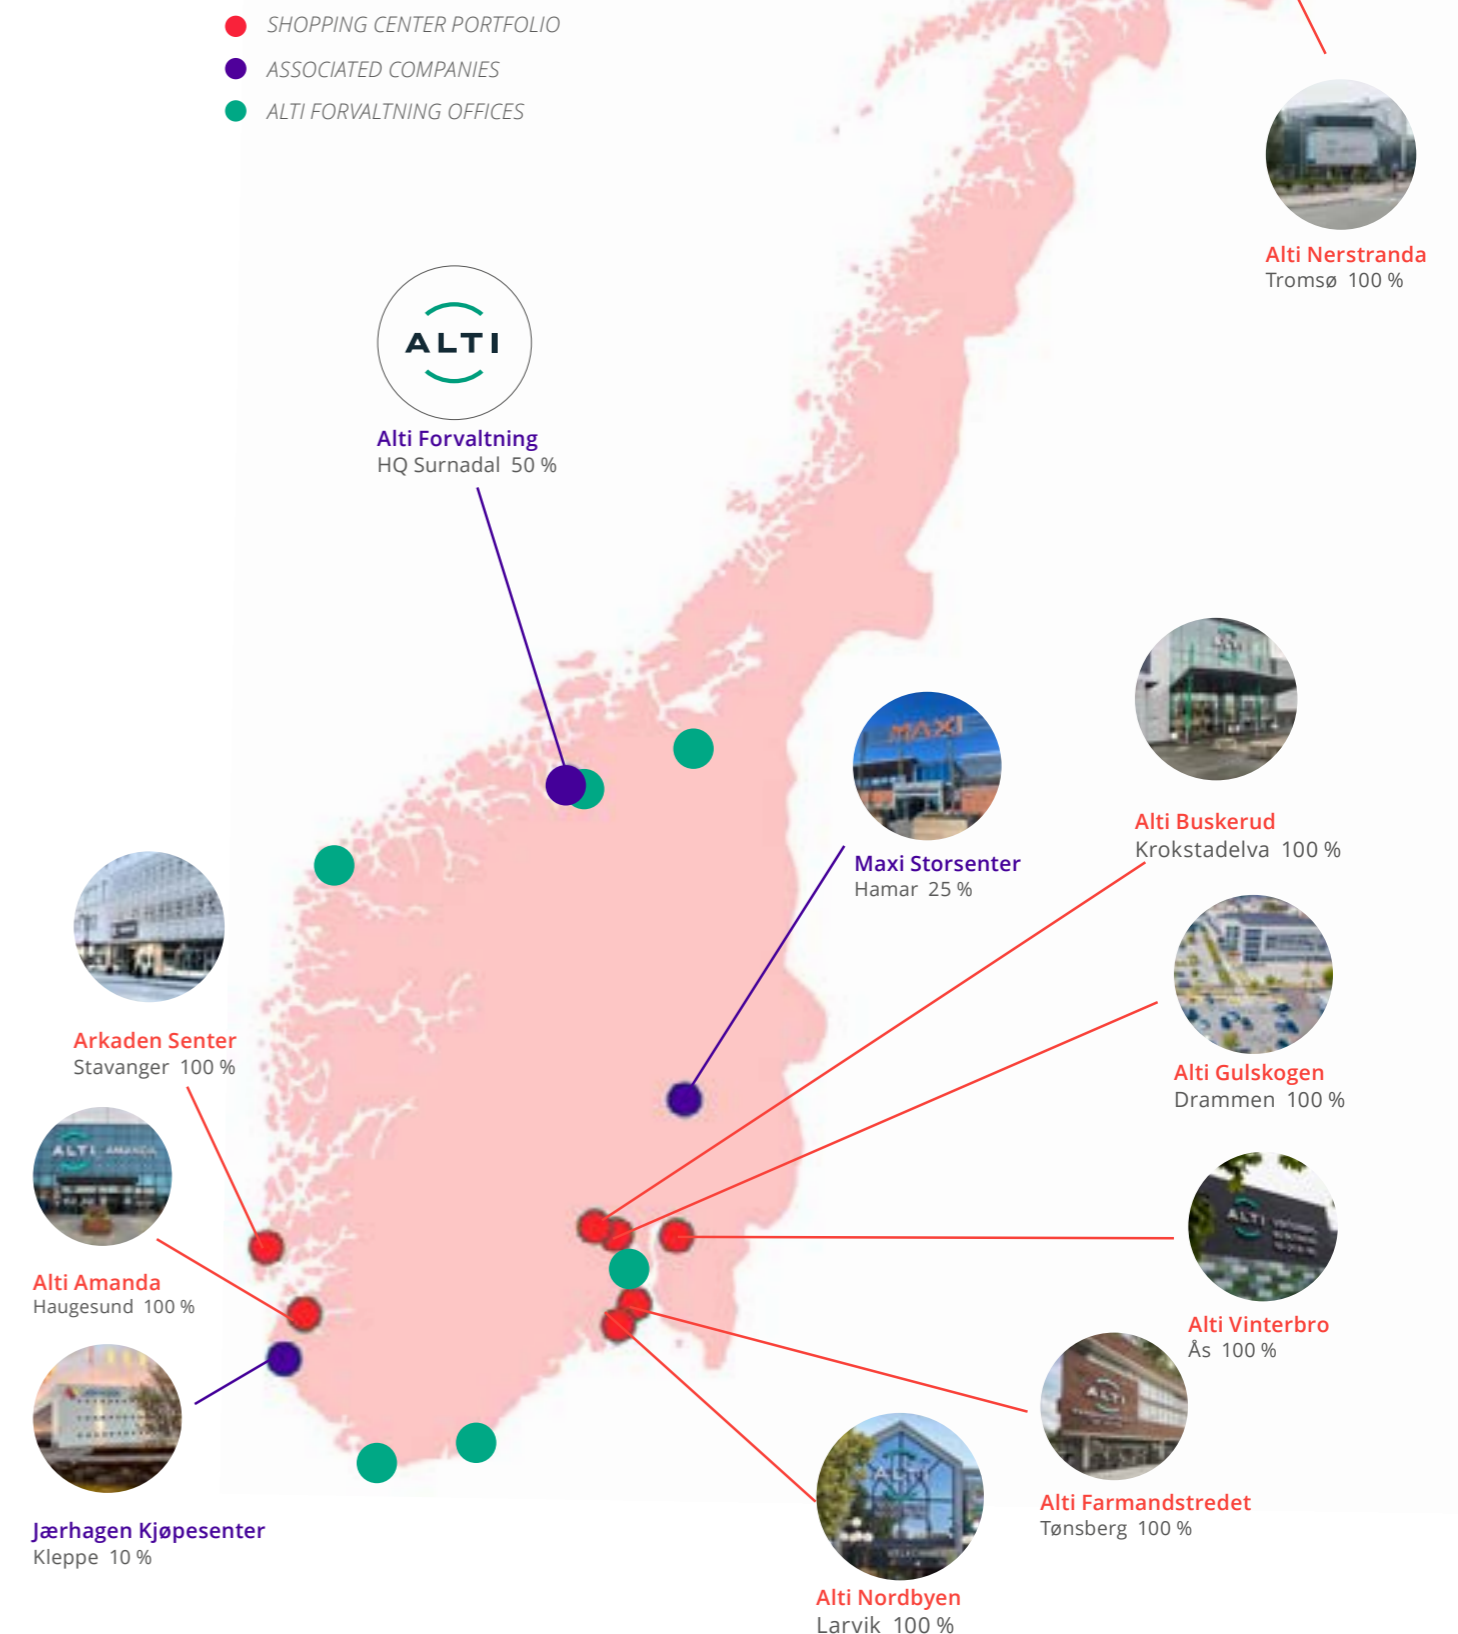 SHOPPING CENTER PORTFOLIO
ASSOCIATED COMPANIES
ALTI FORVALTNING OFFICES
Alti Nerstranda
Tromsø 100 %
ALTI
Alti Forvaltning
HQ Surnadal 50 %
MAXI
Maxi Storsenter
Hamar 25 %
Alti Buskerud
Krokstadelva 100 %
Alti Gulskogen
Drammen 100 %
Arkaden Senter
Stavanger 100 %
ALTI AMANDA
Alti Amanda
Haugesund 100 %
ALTI
Alti Vinterbro
Ås 100 %
Jærhagen Kjøpesenter
Kleppe 10 %
ALTI
Alti Farmandstredet
Tønsberg 100 %
ALTI
Alti Nordbyen
Larvik 100 %